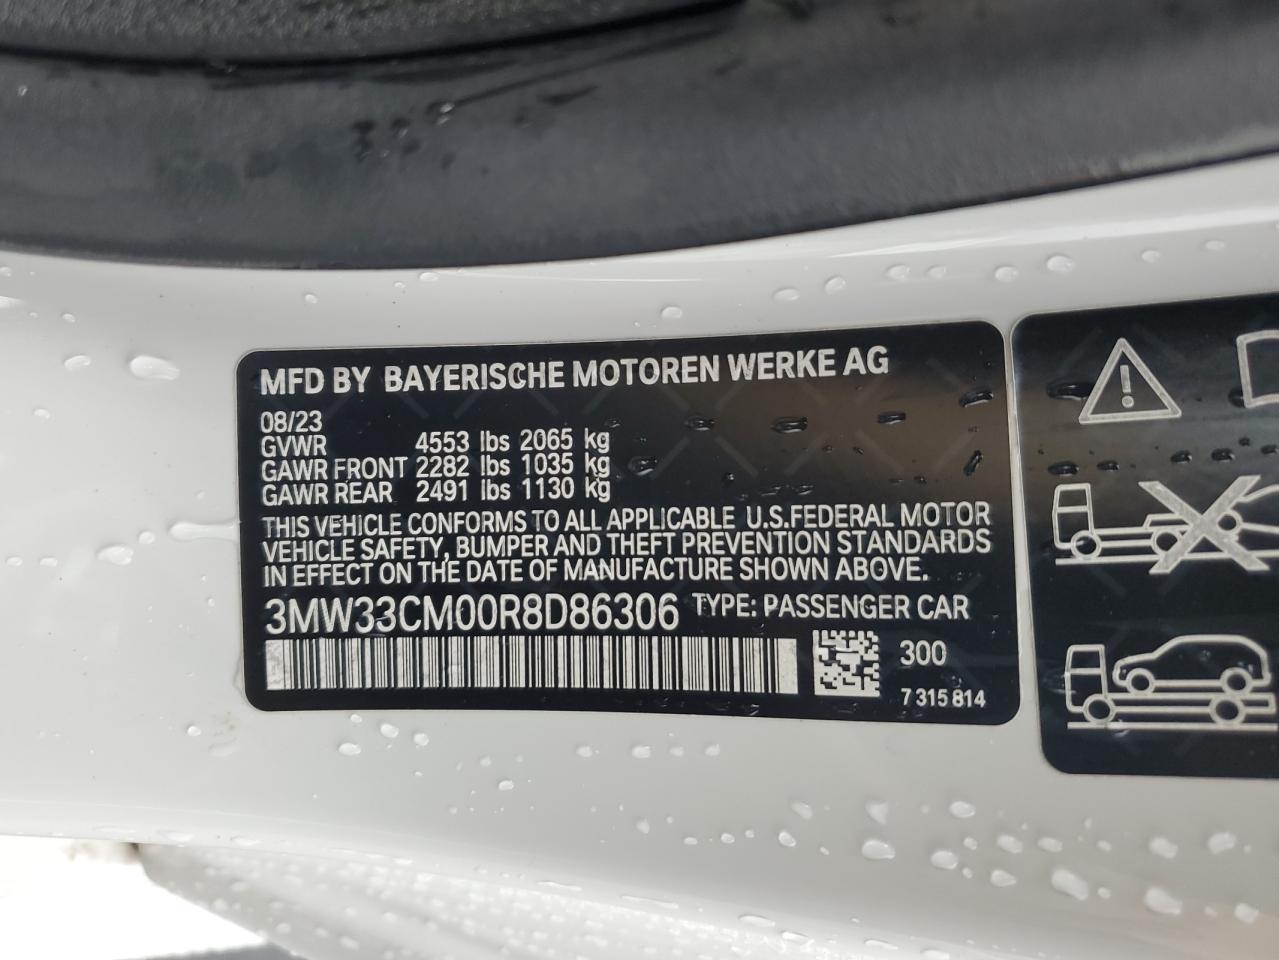 MFD BY BAYERISCHE MOTOREN WERKE AG
08/23
GVWR 4553 lbs 2065 kg
GAWR FRONT 2282 lbs 1035 kg
GAWR REAR 2491 lbs 1130 kg
THIS VEHICLE CONFORMS TO ALL APPLICABLE U.S.FEDERAL MOTOR
VEHICLE SAFETY, BUMPER AND THEFT PREVENTION STANDARDS
IN EFFECT ON THE DATE OF MANUFACTURE SHOWN ABOVE.
3MW33CM00R8D86306 TYPE: PASSENGER CAR
300
7 315 814